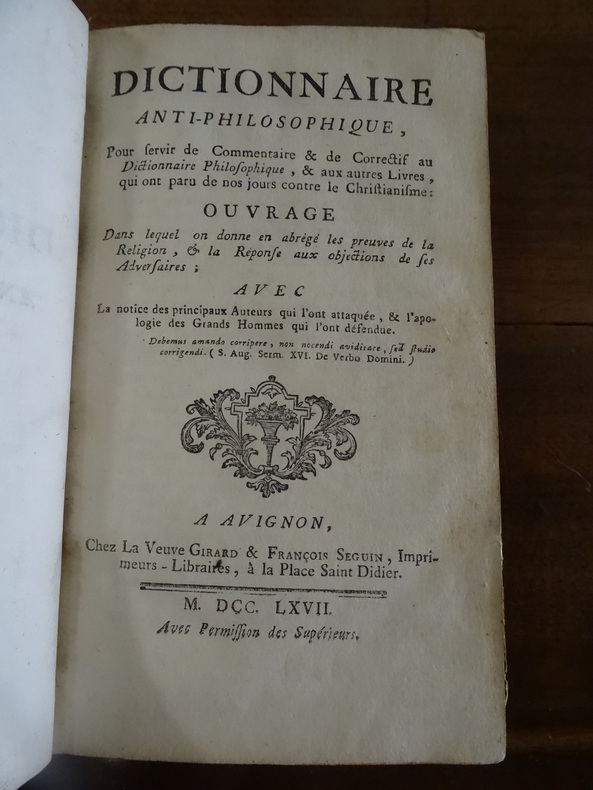 DICTIONNAIRE
ANTI-PHILOSOPHIQUE,
Pour ſervir de Commentaire & de Correctif au
Dictionnaire Philoſophique, & aux autres Livres,
qui ont paru de nos jours contre le Chriſtianiſme:
OUVRAGE
Dans lequel on donne en abrégé les preuves de la
Religion, & la Réponſe aux objections de ſes
Adverſaires;
AVEC
La notice des principaux Auteurs qui l'ont attaquée, & l'apo-
logie des Grands Hommes qui l'ont défendue.
Debemus amando corripere, non nocendi aviditate, ſed ſtudio
corrigendi. (S. Aug. Serm. XVI. De Verbo Domini.)
A AVIGNON,
Chez La Veuve GIRARD & FRANÇOIS SEGUIN, Impri-
meurs-Libraires, à la Place Saint Didier.
M. DCC. LXVII.
Avec Permiſſion des Supérieurs.